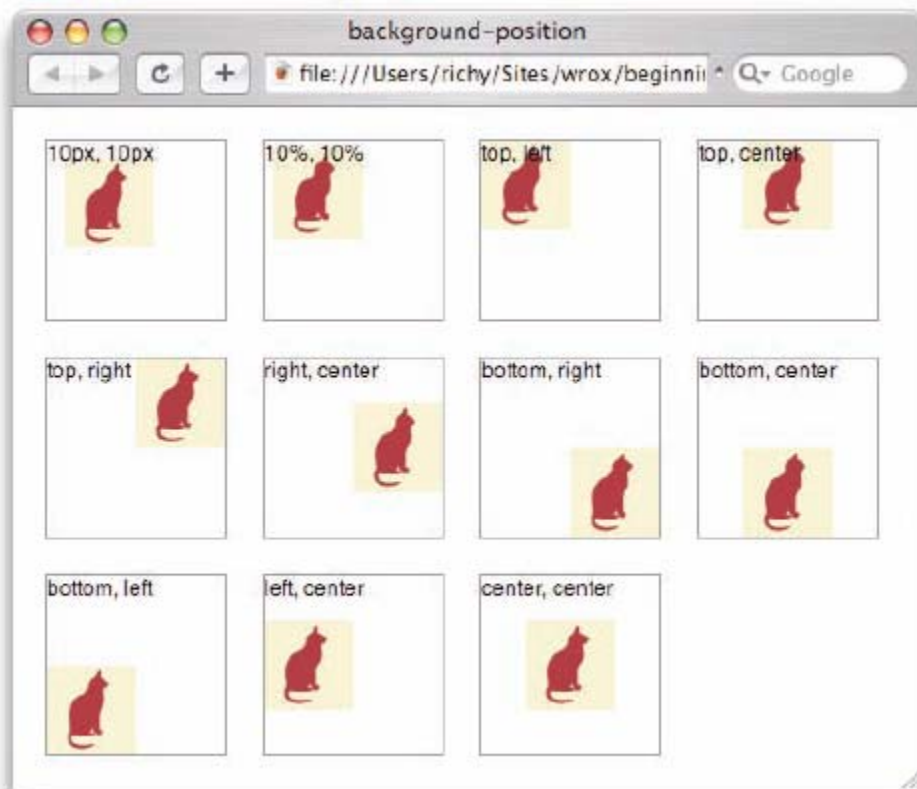 background-position
+ file:///Users/richy/Sites/wrox/beginni Google
10px, 10px
10%, 10%
top, left
top, center
top, right
right, center
bottom, right
bottom, center
bottom, left
left, center
center, center